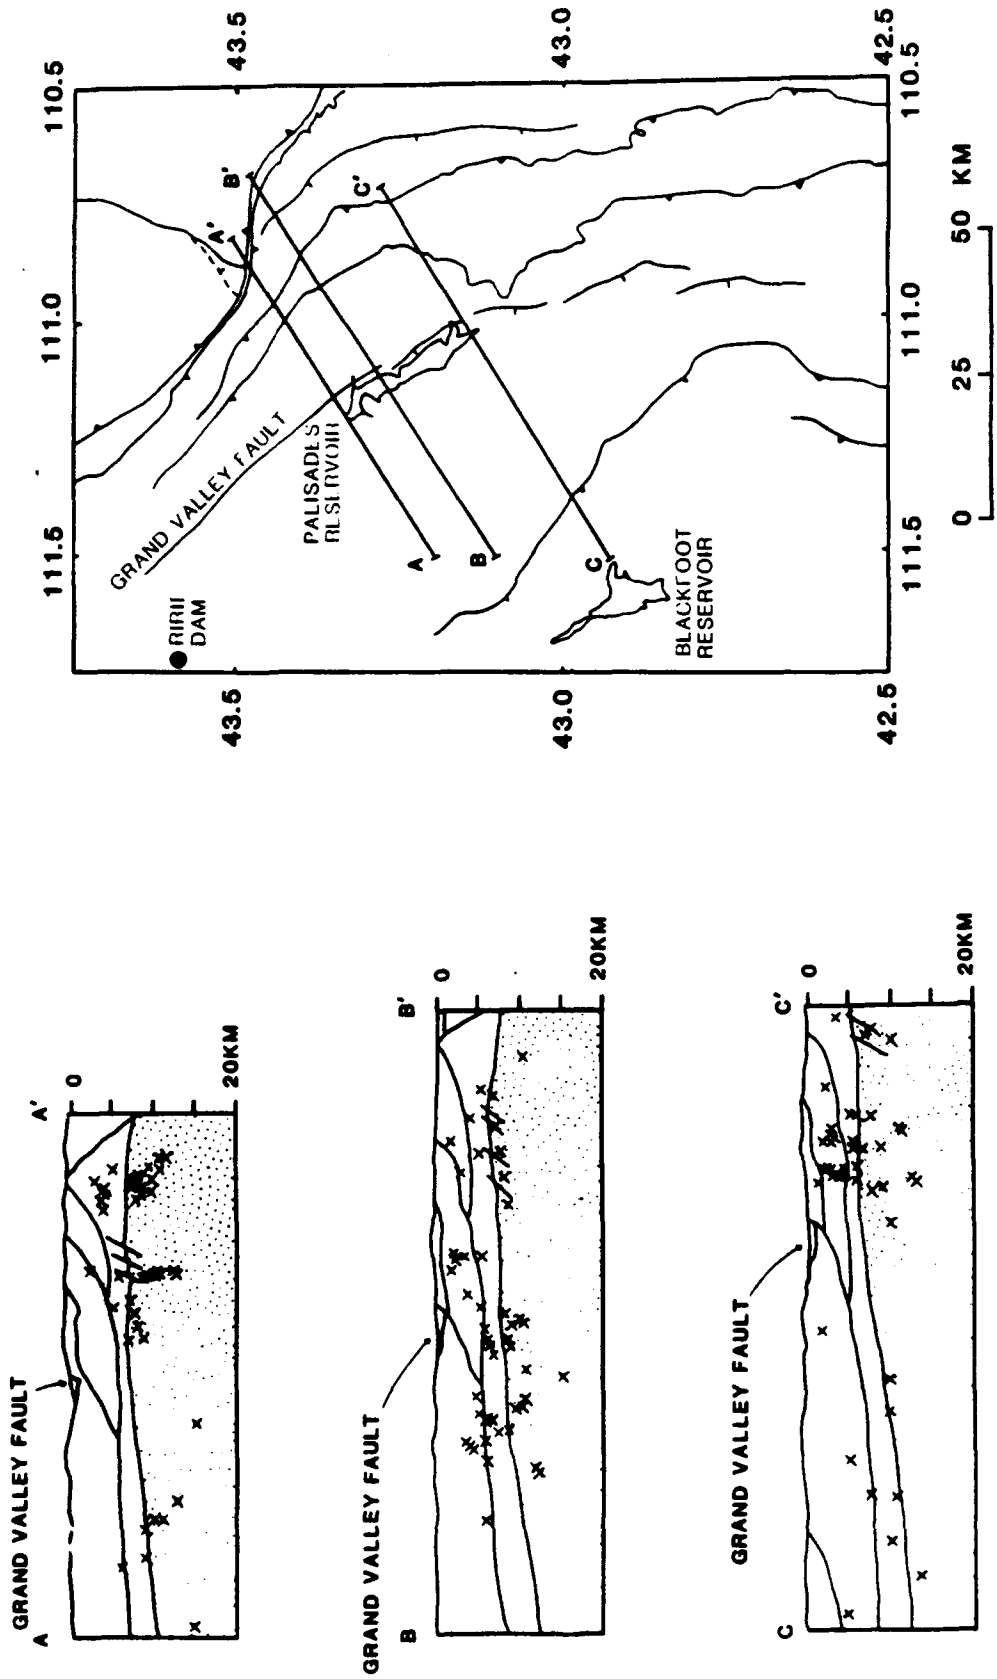 GRAND VALLEY FAULT
A
A'
0
20KM
GRAND VALLEY FAULT
B
B'
0
20KM
GRAND VALLEY FAULT
C
C'
0
20KM
111.5
111.0
110.5
43.5
43.5
43.0
43.0
42.5
42.5
111.5
111.0
110.5
RIRIE
DAM
GRAND VALLEY FAULT
PALISADES
RESERVOIR
BLACKFOOT
RESERVOIR
A
A'
B
B'
C
C'
0
25
50 KM